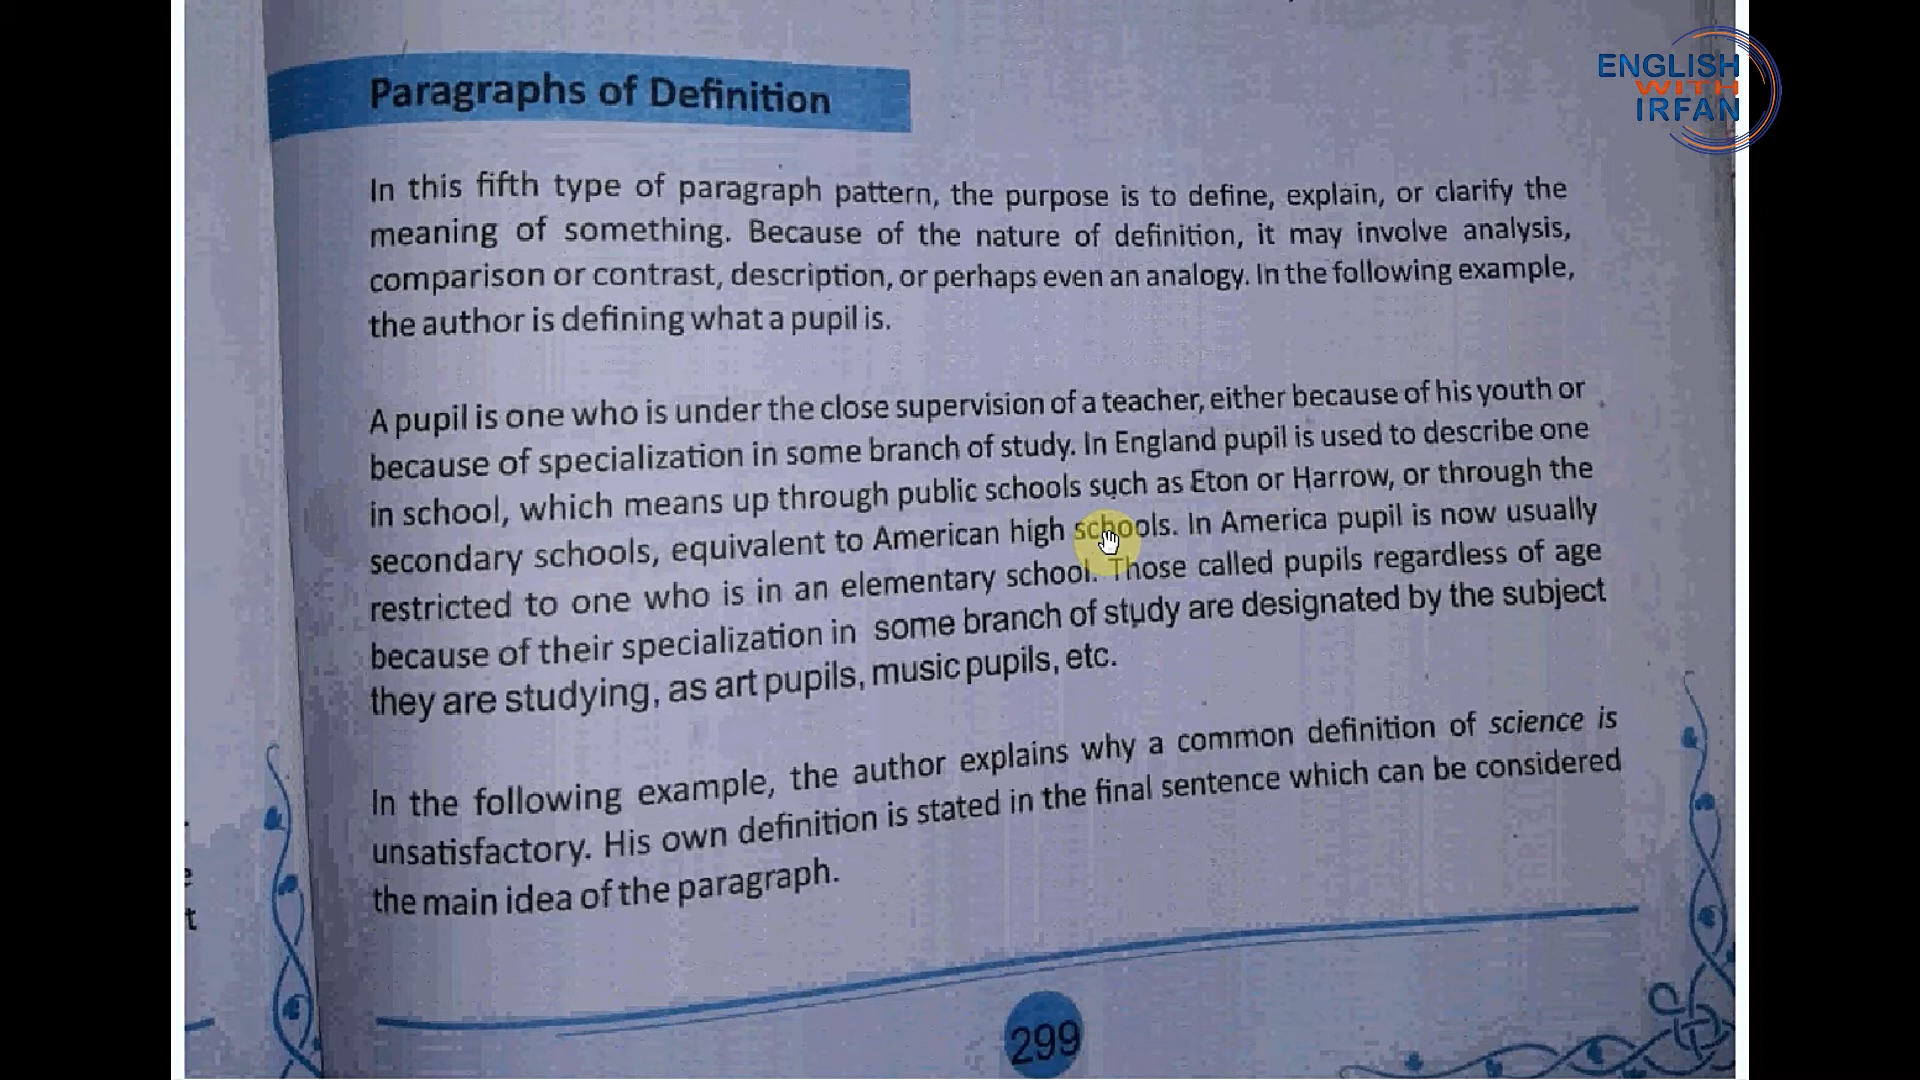 ENGLISH
WITH
IRFAN
Paragraphs of Definition
In this fifth type of paragraph pattern, the purpose is to define, explain, or clarify the
meaning of something. Because of the nature of definition, it may involve analysis,
comparison or contrast, description, or perhaps even an analogy. In the following example,
the author is defining what a pupil is.
A pupil is one who is under the close supervision of a teacher, either because of his youth or
because of specialization in some branch of study. In England pupil is used to describe one
in school, which means up through public schools such as Eton or Harrow, or through the
secondary schools, equivalent to American high schools. In America pupil is now usually
restricted to one who is in an elementary school. Those called pupils regardless of age
because of their specialization in some branch of study are designated by the subject
they are studying, as art pupils, music pupils, etc.
In the following example, the author explains why a common definition of science is
unsatisfactory. His own definition is stated in the final sentence which can be considered
the main idea of the paragraph.
e
t
299